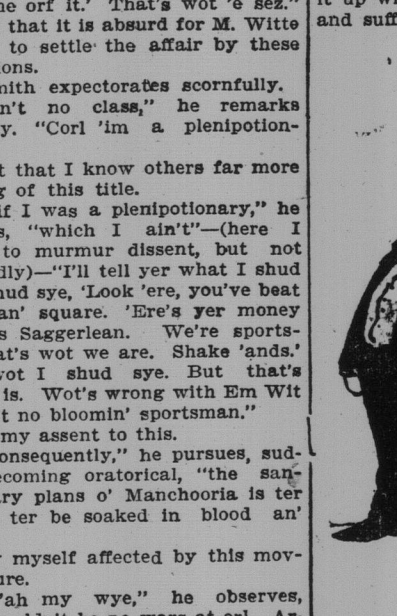 orf it.' That's wot 'e sez."
that it is absurd for M. Witte
to settle the affair by these
ions.
mith expectorates scornfully.
n't no class," he remarks
y. "Corl 'im a plenipotion-
t that I know others far more
g of this title.
if I was a plenipotionary," he
s, "which I ain't"—(here I
to murmur dissent, but not
dly)—"I'll tell yer what I shud
hud sye, 'Look 'ere, you've beat
an' square. 'Ere's yer money
s Saggerlean. We're sports-
at's wot we are. Shake 'ands.'
wot I shud sye. But that's
is. Wot's wrong with Em Wit
t no bloomin' sportsman."
my assent to this.
onsequently," he pursues, sud-
ecoming oratorical, "the san-
ry plans o' Manchooria is ter
ter be soaked in blood an'
myself affected by this mov-
ure.
'ah my wye," he observes,
it up
and suff